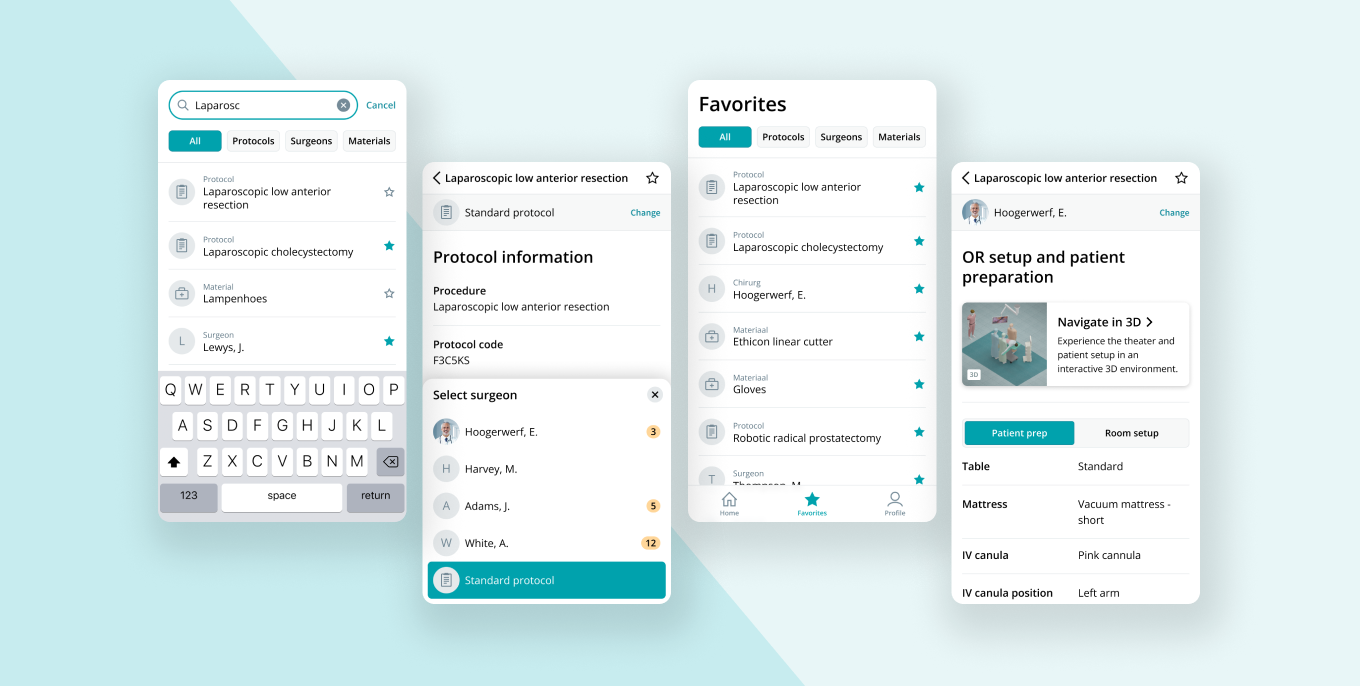 Laparosc
Cancel
All
Protocols
Surgeons
Materials
Protocol
Laparoscopic low anterior
resection
Protocol
Laparoscopic cholecystectomy
Material
Lampenhoes
L
Surgeon
Lewys, J.
Q W E R T Y U I O P
A S D F G H J K L
Z X C V B N M
123
space
return
Laparoscopic low anterior resection
Standard protocol
Change
Protocol information
Procedure
Laparoscopic low anterior resection
Protocol code
F3C5KS
Select surgeon
Hoogerwerf, E.
3
H
Harvey, M.
A
Adams, J.
5
W
White, A.
12
Standard protocol
Favorites
All
Protocols
Surgeons
Materials
Protocol
Laparoscopic low anterior
resection
Protocol
Laparoscopic cholecystectomy
H
Chirurg
Hoogerwerf, E.
Materiaal
Ethicon linear cutter
Materiaal
Gloves
Protocol
Robotic radical prostatectomy
T
Surgeon
Home
Favorites
Profile
Laparoscopic low anterior resection
Hoogerwerf, E.
Change
OR setup and patient
preparation
3D
Navigate in 3D
Experience the theater and
patient setup in an
interactive 3D environment.
Patient prep
Room setup
Table
Standard
Mattress
Vacuum mattress -
short
IV canula
Pink cannula
IV canula position
Left arm